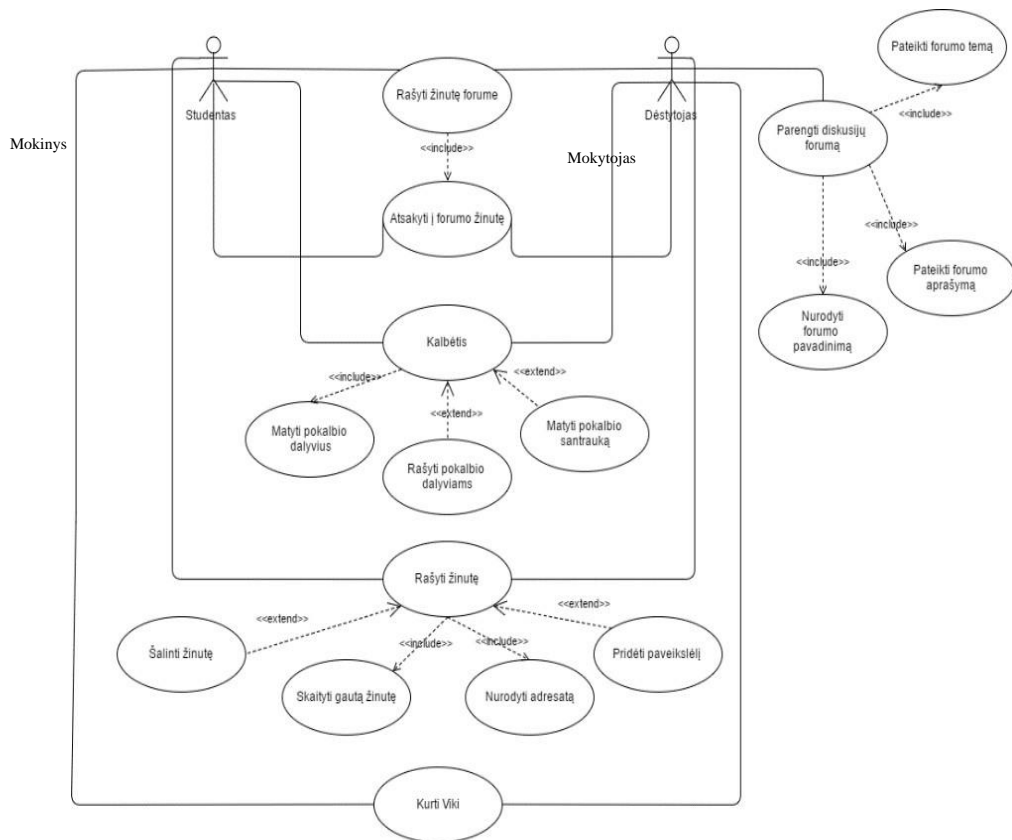 Pateikti forumo temą
Rašyti žinutę forume
Studentas
Dėstytojas
<<include>>
Parengti diskusijų
forumą
Mokinys
<<include>>
Mokytojas
Atsakyti į forumo žinutę
<<include>>
<<include>>
Pateikti forumo
aprašymą
Nurodyti
forumo
pavadinimą
Kalbėtis
<<include>>
<<extend>>
<<extend>>
Matyti pokalbio
dalyvius
Matyti pokalbio
santrauką
Rašyti pokalbio
dalyviams
Rašyti žinutę
<<extend>>
<<extend>>
<<include>>
<<include>>
Šalinti žinutę
Pridėti paveikslėlį
Skaityti gautą žinutę
Nurodyti adresatą
Kurti Viki